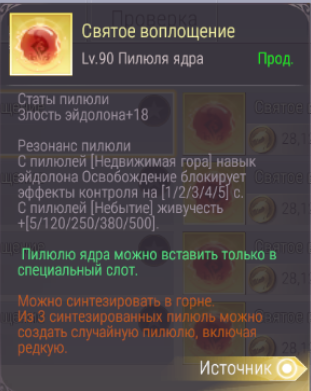 Святое воплощение
Lv.90 Пилюля ядра Прод.
Статы пилюли
Злость эйдолона+18
Резонанс пилюли
С пилюлей [Недвижимая гора] навык
эйдолона Освобождение блокирует
эффекты контроля на [1/2/3/4/5] с.
С пилюлей [Небытие] живучесть
+[5/120/250/380/500].
Пилюлю ядра можно вставить только в
специальный слот.
Можно синтезировать в горне.
Из 3 синтезированных пилюль можно
создать случайную пилюлю, включая
редкую.
Источник